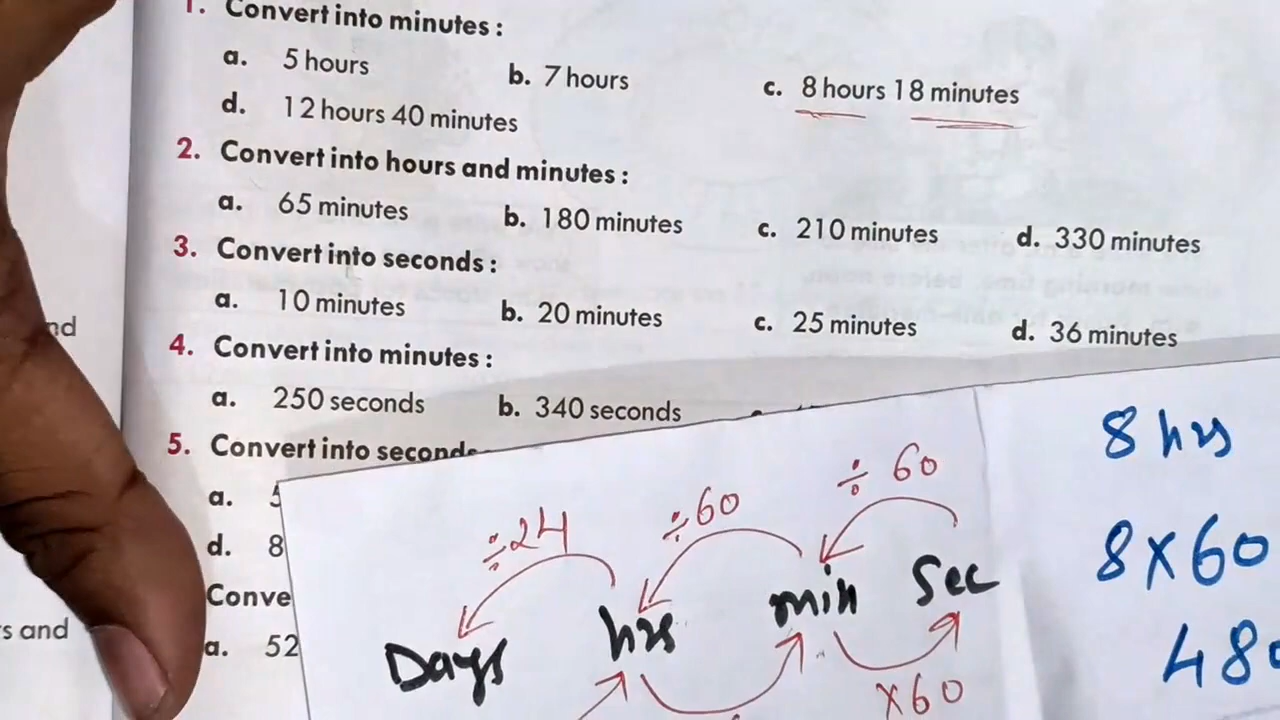 1. Convert into minutes :
a. 5 hours b. 7 hours c. 8 hours 18 minutes
d. 12 hours 40 minutes
2. Convert into hours and minutes :
a. 65 minutes b. 180 minutes c. 210 minutes d. 330 minutes
3. Convert into seconds :
a. 10 minutes b. 20 minutes c. 25 minutes d. 36 minutes
4. Convert into minutes :
a. 250 seconds b. 340 seconds
5. Convert into seconds
a. 5
d. 8
Conve
a. 52
nd
s and
÷24 ÷60 ÷ 60
Days hrs min Sec
×60
8 hrs
8×60
480